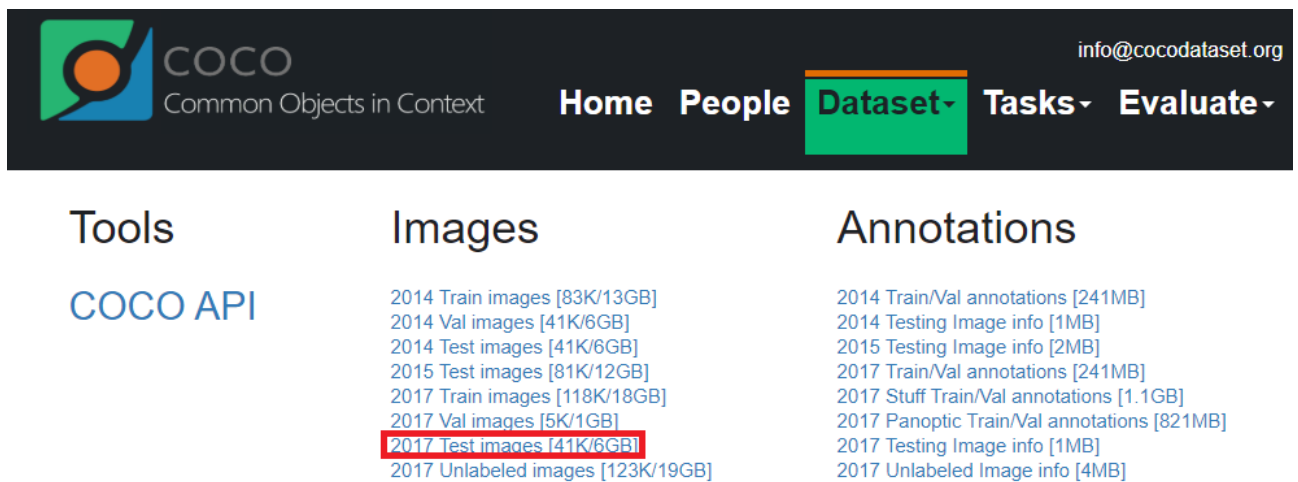 COCO
Common Objects in Context
info@cocodataset.org
Home People Dataset Tasks Evaluate
Tools
COCO API
Images
2014 Train images [83K/13GB]
2014 Val images [41K/6GB]
2014 Test images [41K/6GB]
2015 Test images [81K/12GB]
2017 Train images [118K/18GB]
2017 Val images [5K/1GB]
2017 Test images [41K/6GB]
2017 Unlabeled images [123K/19GB]
Annotations
2014 Train/Val annotations [241MB]
2014 Testing Image info [1MB]
2015 Testing Image info [2MB]
2017 Train/Val annotations [241MB]
2017 Stuff Train/Val annotations [1.1GB]
2017 Panoptic Train/Val annotations [821MB]
2017 Testing Image info [1MB]
2017 Unlabeled Image info [4MB]